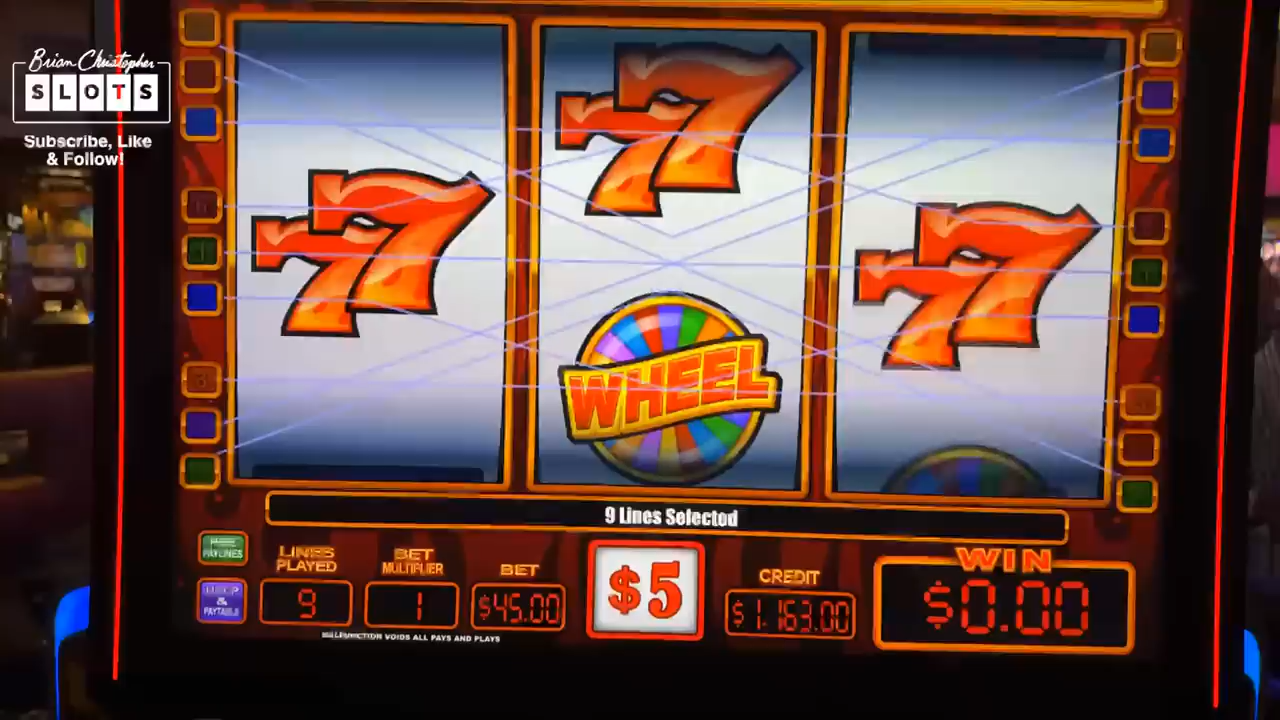 Brian Christopher
SLOTS
Subscribe, Like
& Follow!
WHEEL
9 Lines Selected
PAYLINES
LINES
PLAYED
9
BET
MULTIPLIER
1
BET
$45.00
$5
CREDIT
$1,163.00
WIN
$0.00
HELP
&
PAYTABLE
MALFUNCTION VOIDS ALL PAYS AND PLAYS